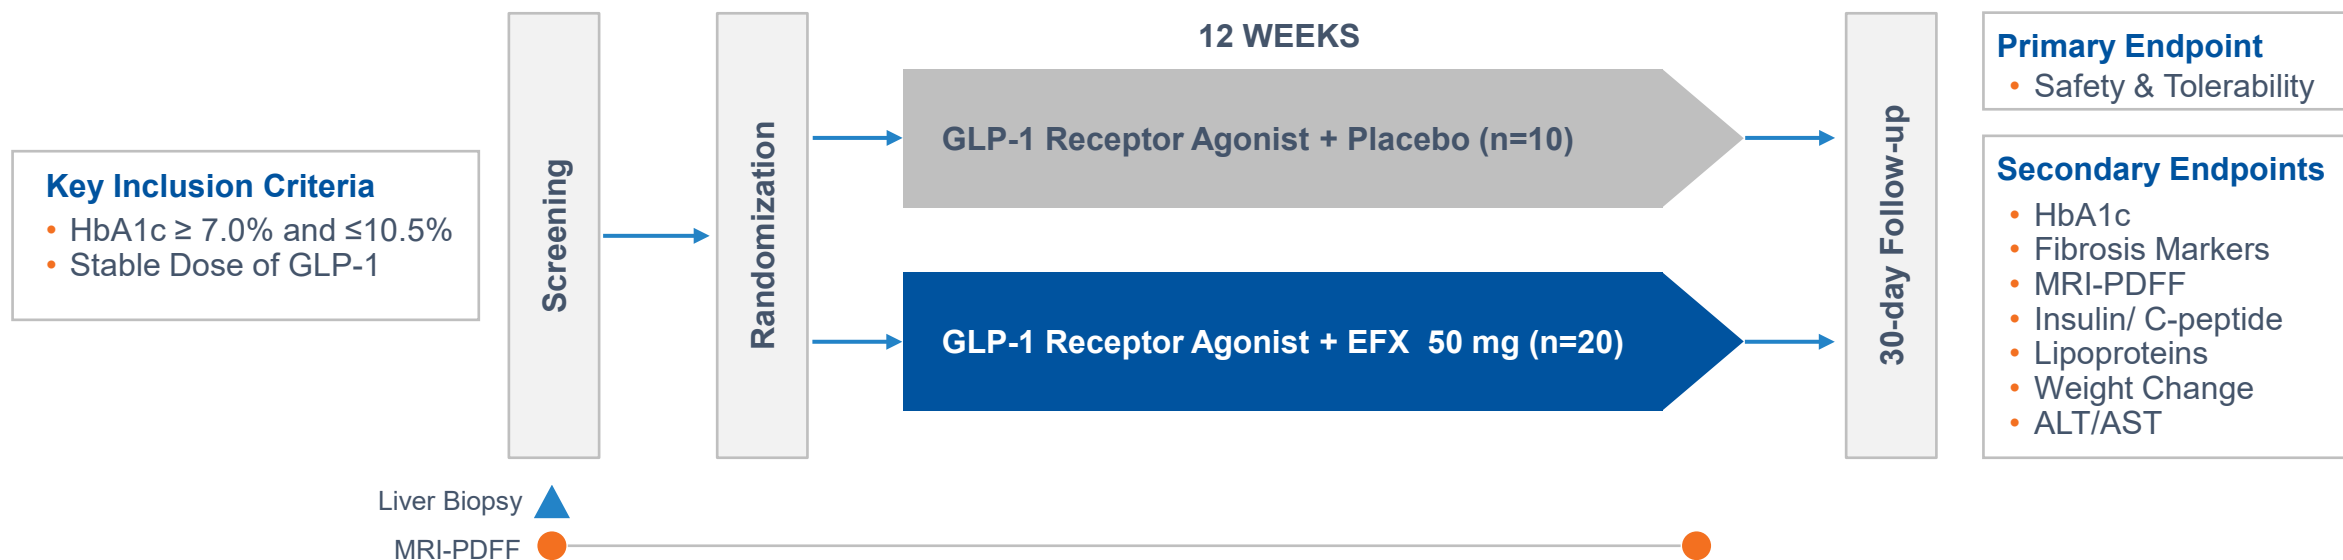 Key Inclusion Criteria
• HbA1c ≥ 7.0% and ≤10.5%
• Stable Dose of GLP-1
Screening
Randomization
12 WEEKS
GLP-1 Receptor Agonist + Placebo (n=10)
GLP-1 Receptor Agonist + EFX  50 mg (n=20)
30-day Follow-up
Primary Endpoint
• Safety & Tolerability
Secondary Endpoints
• HbA1c
• Fibrosis Markers
• MRI-PDFF
• Insulin/ C-peptide
• Lipoproteins
• Weight Change
• ALT/AST
Liver Biopsy
MRI-PDFF